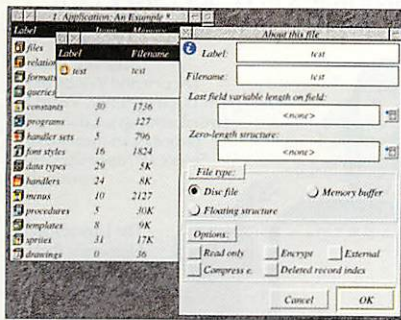 1. Application: An Example *
Label Items Memory
files
relation
formats
queries
constants 30 1736
programs 1 127
handler sets 5 796
font styles 16 1824
data types 29 5K
handlers 24 8K
menus 10 2127
procedures 5 30K
templates 8 9K
sprites 31 17K
drawings 0 36
Label Filename
test test
About this file
Label: test
Filename: test
Last field variable length on field:
<none>
Zero-length structure:
<none>
File type:
Disc file Memory buffer
Floating structure
Options:
Read only Encrypt External
Compress e. Deleted record index
Cancel OK